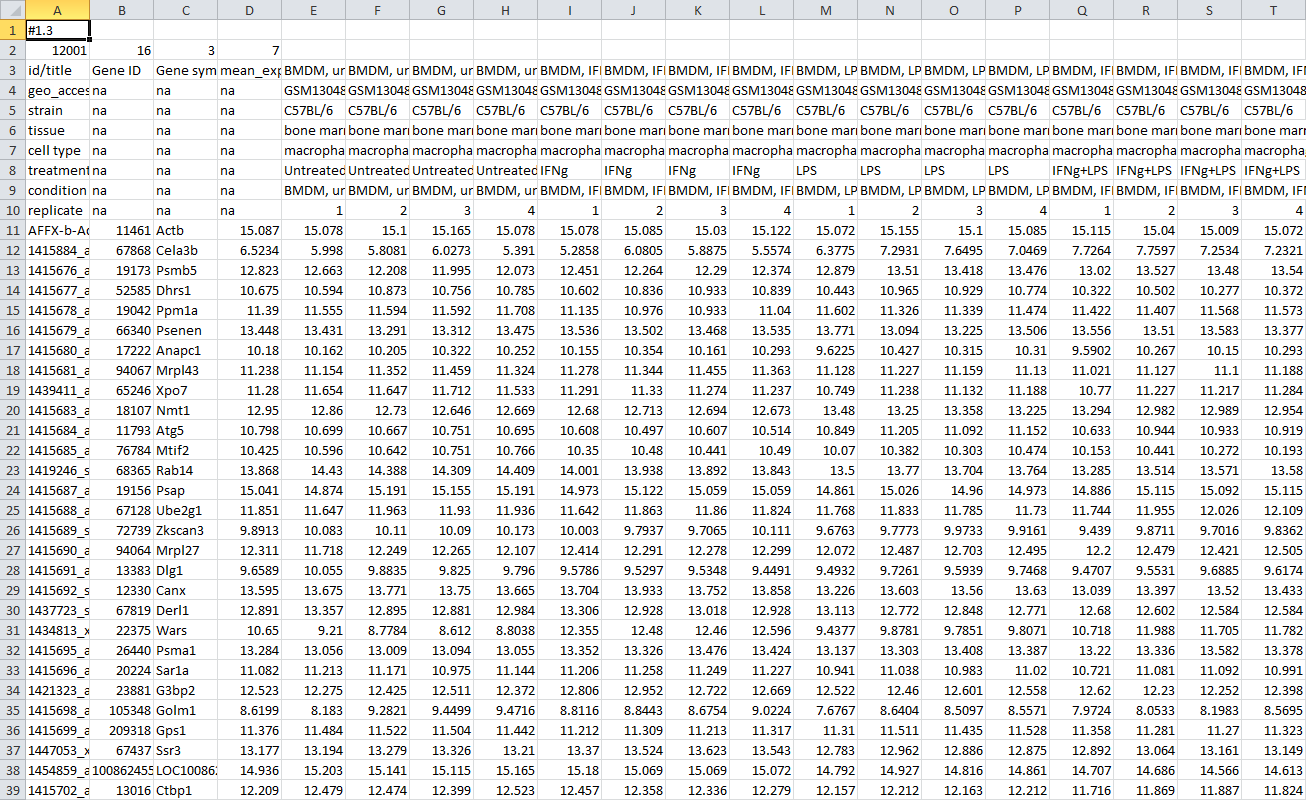 A B C D E F G H I J K L M N O P Q R S T
1 #1.3
2 12001 16 3 7
3 id/title Gene ID Gene sym mean_exp BMDM, ur BMDM, ur BMDM, ur BMDM, ur BMDM, IFI BMDM, IFI BMDM, IFI BMDM, IFI BMDM, LP BMDM, LP BMDM, LP BMDM, LP BMDM, IFI BMDM, IFI BMDM, IFI BMDM, IFN
4 geo_acces na na na GSM13048 GSM13048 GSM13048 GSM13048 GSM13048 GSM13048 GSM13048 GSM13048 GSM13048 GSM13048 GSM13048 GSM13048 GSM13048 GSM13048 GSM13048 GSM13048
5 strain na na na C57BL/6 C57BL/6 C57BL/6 C57BL/6 C57BL/6 C57BL/6 C57BL/6 C57BL/6 C57BL/6 C57BL/6 C57BL/6 C57BL/6 C57BL/6 C57BL/6 C57BL/6 C57BL/6
6 tissue na na na bone marr bone marr bone marr bone marr bone marr bone marr bone marr bone marr bone marr bone marr bone marr bone marr bone marr bone marr bone marr bone marr
7 cell type na na na macropha macropha macropha macropha macropha macropha macropha macropha macropha macropha macropha macropha macropha macropha macropha macropha
8 treatment na na na Untreated Untreated Untreated Untreated IFNg IFNg IFNg IFNg LPS LPS LPS LPS IFNg+LPS IFNg+LPS IFNg+LPS IFNg+LPS
9 condition na na na BMDM, ur BMDM, ur BMDM, ur BMDM, ur BMDM, IFI BMDM, IFI BMDM, IFI BMDM, IFI BMDM, LP BMDM, LP BMDM, LP BMDM, LP BMDM, IFI BMDM, IFI BMDM, IFI BMDM, IFN
10 replicate na na na 1 2 3 4 1 2 3 4 1 2 3 4 1 2 3 4
11 AFFX-b-Ac 11461 Actb 15.087 15.078 15.1 15.165 15.078 15.078 15.085 15.03 15.122 15.072 15.155 15.1 15.085 15.115 15.04 15.009 15.072
12 1415884_a 67868 Cela3b 6.5234 5.998 5.8081 6.0273 5.391 5.2858 6.0805 5.8875 5.5574 6.3775 7.2931 7.6495 7.0469 7.7264 7.7597 7.2534 7.2321
13 1415676_a 19173 Psmb5 12.823 12.663 12.208 11.995 12.073 12.451 12.264 12.29 12.374 12.879 13.51 13.418 13.476 13.02 13.527 13.48 13.54
14 1415677_a 52585 Dhrs1 10.675 10.594 10.873 10.756 10.785 10.602 10.836 10.933 10.839 10.443 10.965 10.929 10.774 10.322 10.502 10.277 10.372
15 1415678_a 19042 Ppm1a 11.39 11.555 11.594 11.592 11.708 11.135 10.976 10.933 11.04 11.602 11.326 11.339 11.474 11.422 11.407 11.568 11.573
16 1415679_a 66340 Psenen 13.448 13.431 13.291 13.312 13.475 13.536 13.502 13.468 13.535 13.771 13.094 13.225 13.506 13.556 13.51 13.583 13.377
17 1415680_a 17222 Anapc1 10.18 10.162 10.205 10.322 10.252 10.155 10.354 10.161 10.293 9.6225 10.427 10.315 10.31 9.5902 10.267 10.15 10.293
18 1415681_a 94067 Mrpl43 11.238 11.154 11.352 11.459 11.324 11.278 11.344 11.455 11.363 11.128 11.227 11.159 11.13 11.021 11.127 11.1 11.188
19 1439411_a 65246 Xpo7 11.28 11.654 11.647 11.712 11.533 11.291 11.33 11.274 11.237 10.749 11.238 11.132 11.188 10.77 11.227 11.217 11.284
20 1415683_a 18107 Nmt1 12.95 12.86 12.73 12.646 12.669 12.68 12.713 12.694 12.673 13.48 13.25 13.358 13.225 13.294 12.982 12.989 12.954
21 1415684_a 11793 Atg5 10.798 10.699 10.667 10.751 10.695 10.608 10.497 10.607 10.514 10.849 11.205 11.092 11.152 10.633 10.944 10.933 10.919
22 1415685_a 76784 Mtif2 10.425 10.596 10.642 10.751 10.766 10.35 10.48 10.441 10.49 10.07 10.382 10.303 10.474 10.153 10.441 10.272 10.193
23 1419246_s 68365 Rab14 13.868 14.43 14.388 14.309 14.409 14.001 13.938 13.892 13.843 13.5 13.77 13.704 13.764 13.285 13.514 13.571 13.58
24 1415687_a 19156 Psap 15.041 14.874 15.191 15.155 15.191 14.973 15.122 15.059 15.059 14.861 15.026 14.96 14.973 14.886 15.115 15.092 15.115
25 1415688_a 67128 Ube2g1 11.851 11.647 11.963 11.93 11.936 11.642 11.863 11.86 11.824 11.768 11.833 11.785 11.73 11.744 11.955 12.026 12.109
26 1415689_s 72739 Zkscan3 9.8913 10.083 10.11 10.09 10.173 10.003 9.7937 9.7065 10.111 9.6763 9.7773 9.9733 9.9161 9.439 9.8711 9.7016 9.8362
27 1415690_a 94064 Mrpl27 12.311 11.718 12.249 12.265 12.107 12.414 12.291 12.278 12.299 12.072 12.487 12.703 12.495 12.2 12.479 12.421 12.505
28 1415691_a 13383 Dlg1 9.6589 10.055 9.8835 9.825 9.796 9.5786 9.5297 9.5348 9.4491 9.4932 9.7261 9.5939 9.7468 9.4707 9.5531 9.6885 9.6174
29 1415692_s 12330 Canx 13.595 13.675 13.771 13.75 13.665 13.704 13.933 13.752 13.858 13.226 13.603 13.56 13.63 13.039 13.397 13.52 13.433
30 1437723_s 67819 Derl1 12.891 13.357 12.895 12.881 12.984 13.306 12.928 13.018 12.928 13.113 12.772 12.848 12.771 12.68 12.602 12.584 12.584
31 1434813_x 22375 Wars 10.65 9.21 8.7784 8.612 8.8038 12.355 12.48 12.46 12.596 9.4377 9.8781 9.7851 9.8071 10.718 11.988 11.705 11.782
32 1415695_a 26440 Psma1 13.284 13.056 13.009 13.094 13.055 13.352 13.326 13.476 13.424 13.137 13.303 13.408 13.387 13.22 13.336 13.582 13.378
33 1415696_a 20224 Sar1a 11.082 11.213 11.171 10.975 11.144 11.206 11.258 11.249 11.227 10.941 11.038 10.983 11.02 10.721 11.081 11.092 10.991
34 1421323_a 23881 G3bp2 12.523 12.275 12.425 12.511 12.372 12.806 12.952 12.722 12.669 12.522 12.46 12.601 12.558 12.62 12.23 12.252 12.398
35 1415698_a 105348 Golm1 8.6199 8.183 9.2821 9.4499 9.4716 8.8116 8.8443 8.6754 9.0224 7.6767 8.6404 8.5097 8.5571 7.9724 8.0533 8.1983 8.5695
36 1415699_a 209318 Gps1 11.376 11.484 11.522 11.504 11.442 11.212 11.309 11.213 11.317 11.31 11.511 11.435 11.528 11.358 11.281 11.27 11.323
37 1447053_x 67437 Ssr3 13.177 13.194 13.279 13.326 13.21 13.37 13.524 13.623 13.543 12.783 12.962 12.886 12.875 12.892 13.064 13.161 13.149
38 1454859_a 100862455 LOC10086: 14.936 15.203 15.141 15.115 15.165 15.18 15.069 15.069 15.072 14.792 14.927 14.816 14.861 14.707 14.686 14.566 14.613
39 1415702_a 13016 Ctbp1 12.209 12.479 12.474 12.399 12.523 12.457 12.358 12.336 12.279 12.157 12.212 12.163 12.212 11.716 11.869 11.887 11.824